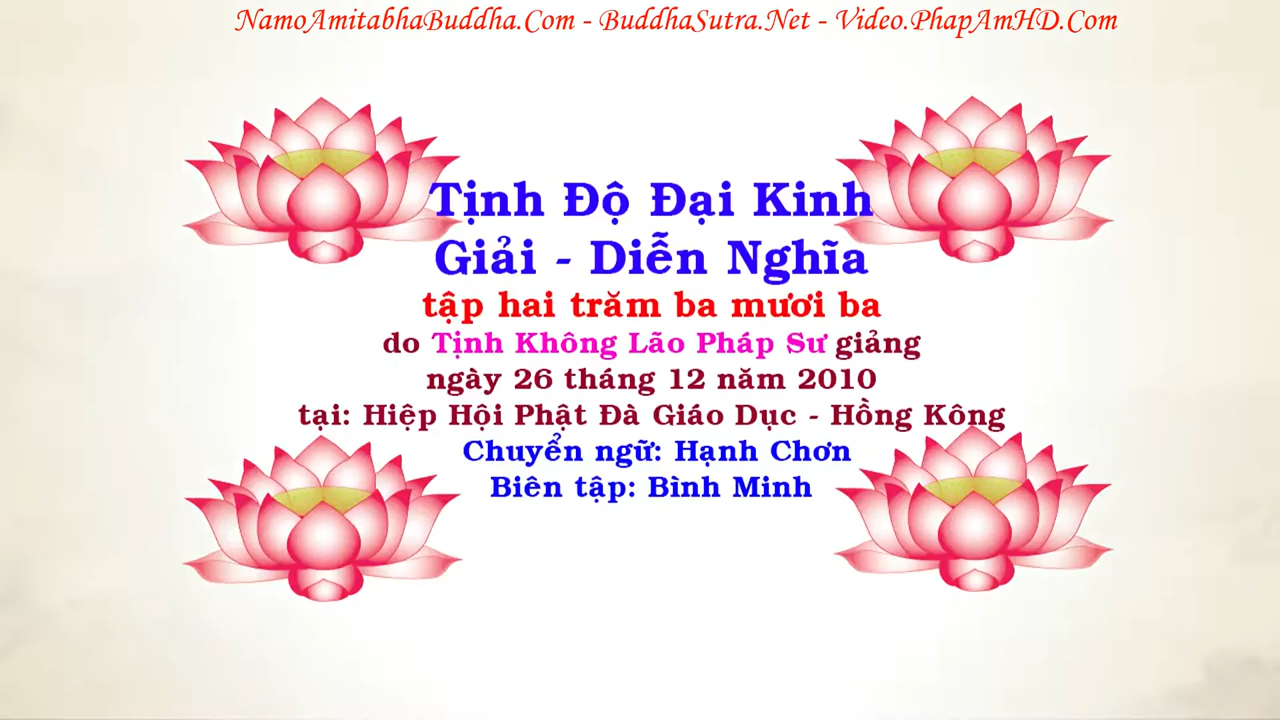 NamoAmitabhaBuddha.Com - BuddhaSutra.Net - Video.PhapAmHD.Com
Tịnh Độ Đại Kinh
Giải - Diễn Nghĩa
tập hai trăm ba mươi ba
do Tịnh Không Lão Pháp Sư giảng
ngày 26 tháng 12 năm 2010
tại: Hiệp Hội Phật Đà Giáo Dục - Hồng Kông
Chuyển ngữ: Hạnh Chơn
Biên tập: Bình Minh